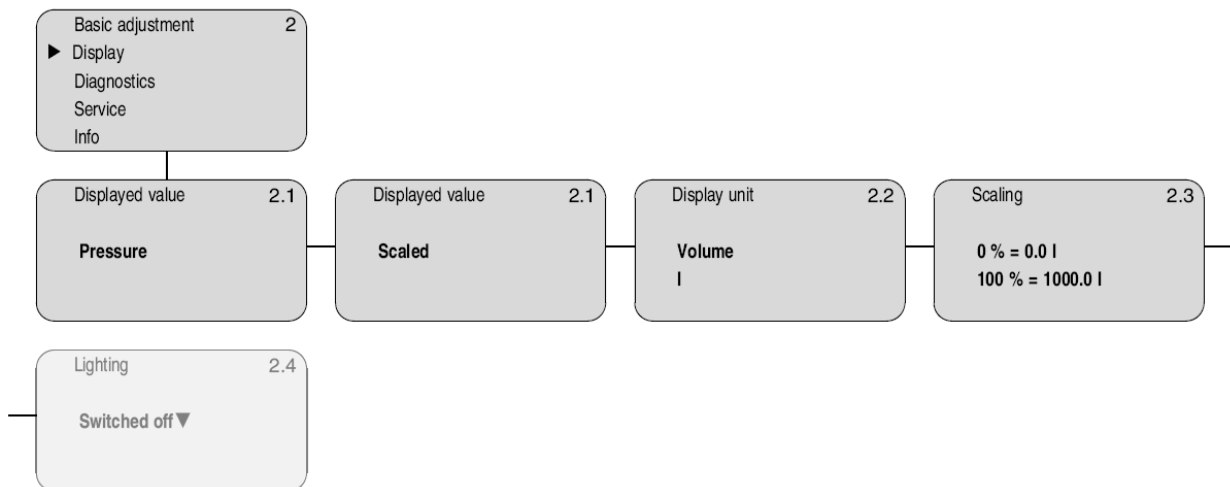 Basic adjustment 2
▶ Display
Diagnostics
Service
Info
Displayed value 2.1
Pressure
Displayed value 2.1
Scaled
Display unit 2.2
Volume
l
Scaling 2.3
0 % = 0.0 l
100 % = 1000.0 l
Lighting 2.4
Switched off▼